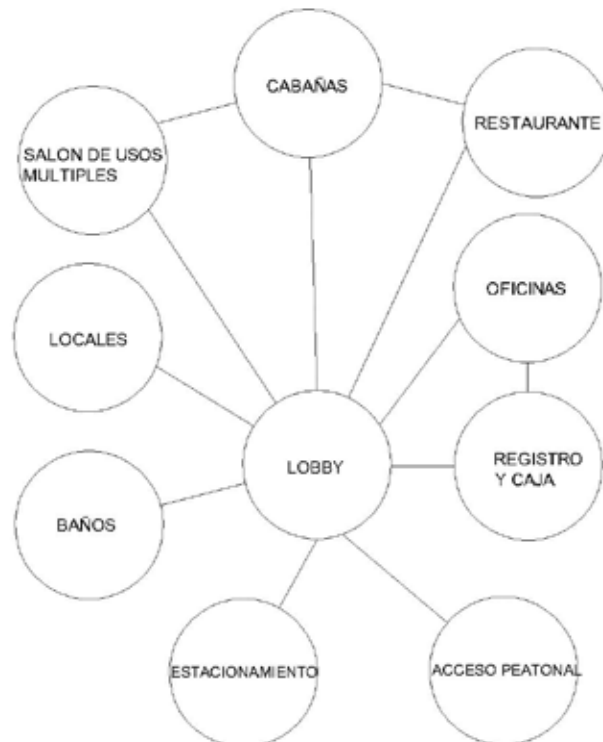 CABAÑAS
RESTAURANTE
SALON DE USOS
MULTIPLES
OFICINAS
LOCALES
LOBBY
REGISTRO
Y CAJA
BAÑOS
ESTACIONAMIENTO
ACCESO PEATONAL